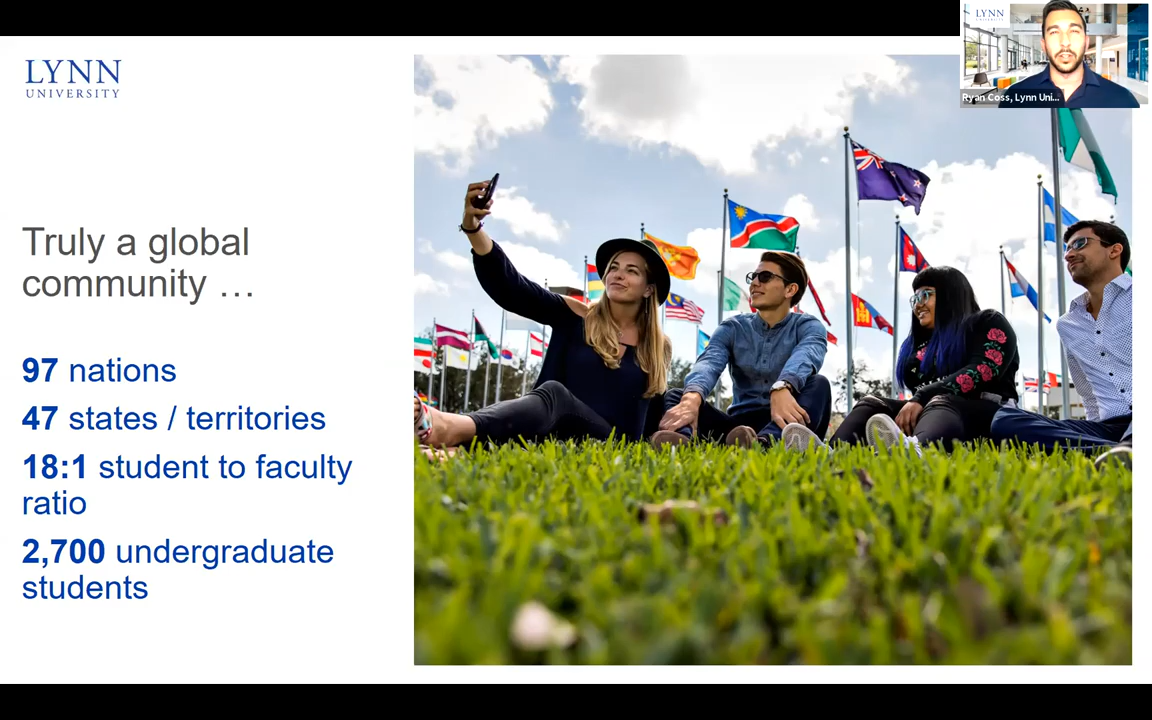 LYNN
UNIVERSITY
LYNN
UNIVERSITY
Ryan Coss, Lynn Uni...
Truly a global
community …
97 nations
47 states / territories
18:1 student to faculty
ratio
2,700 undergraduate
students